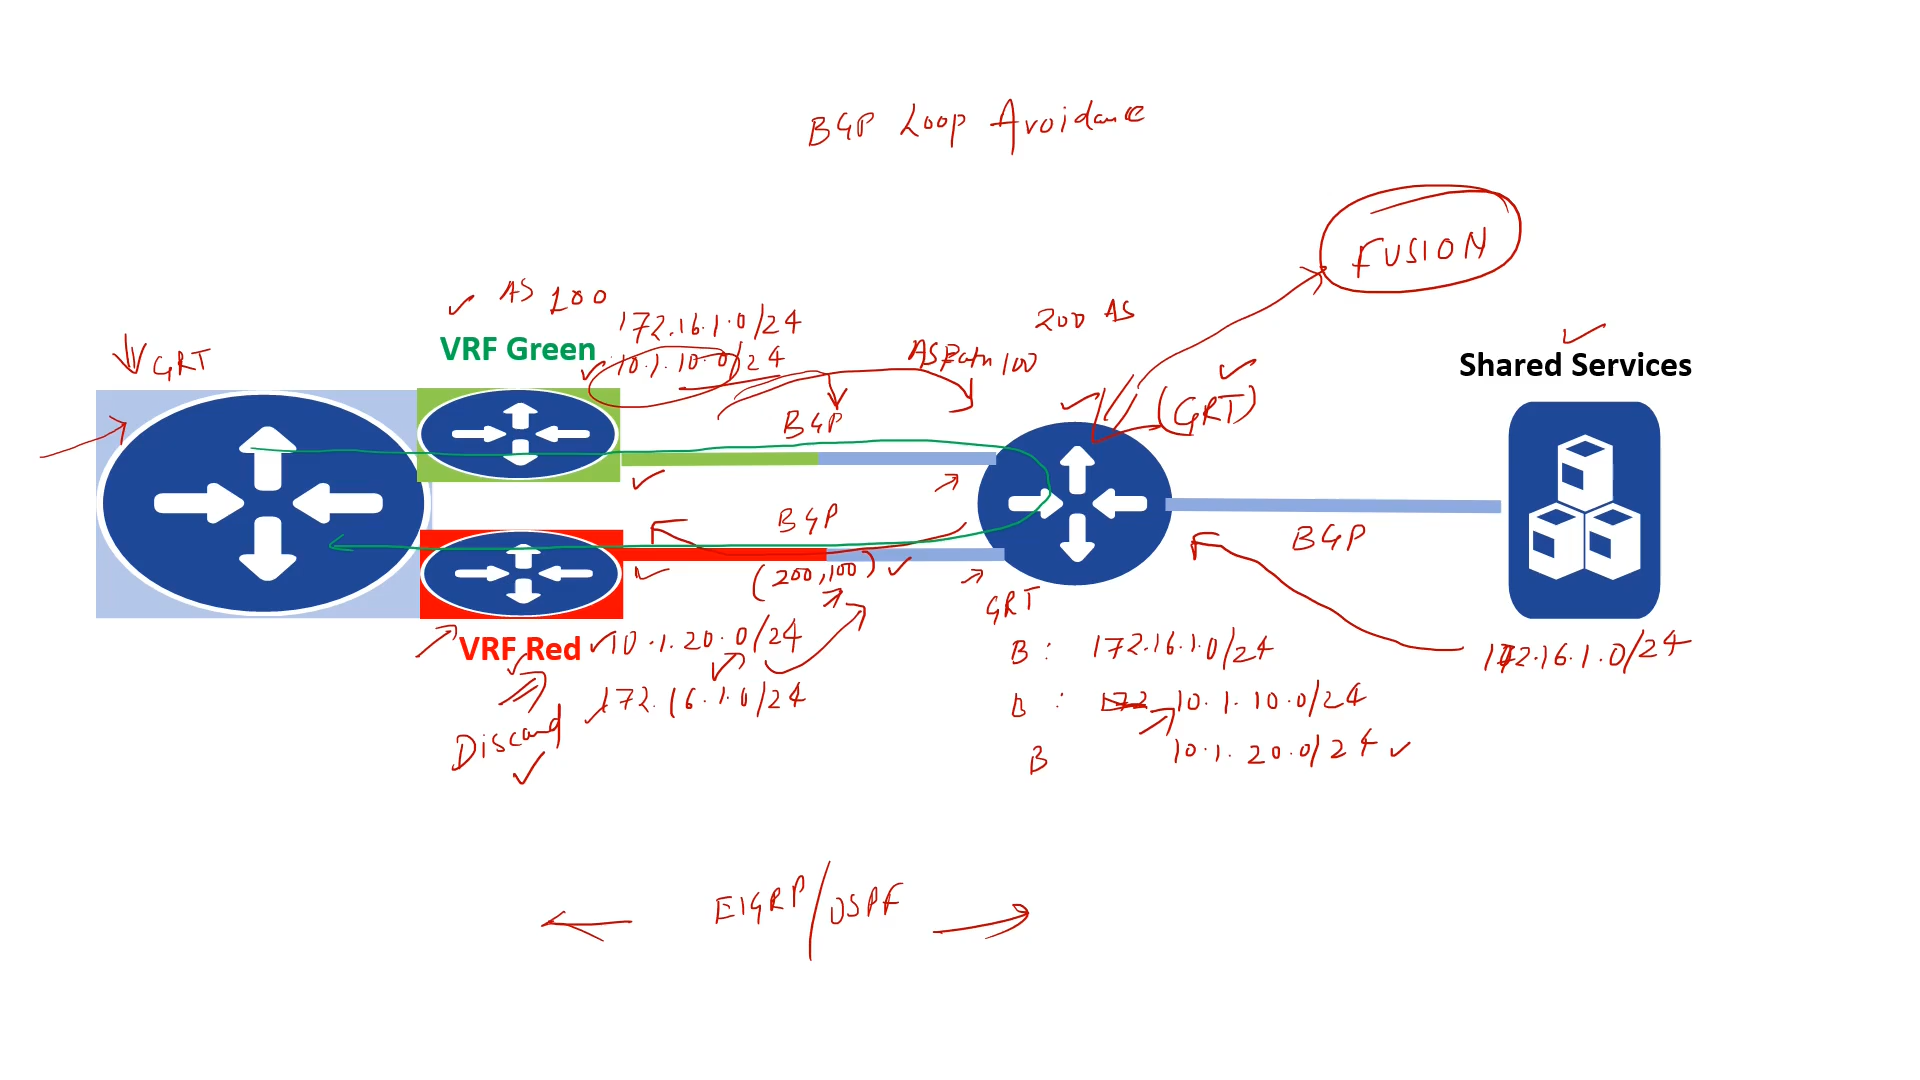 BGP Loop Avoidance
FUSION
AS 100
172.16.1.0/24
200 AS
GRT
VRF Green
10.1.10.0/24
ASPath 100
Shared Services
BGP
(GRT)
BGP
BGP
(200,100)
GRT
VRF Red
10.1.20.0/24
B: 172.16.1.0/24
172.16.1.0/24
172.16.1.0/24
B: 172 10.1.10.0/24
Discard
B 10.1.20.0/24
EIGRP/OSPF